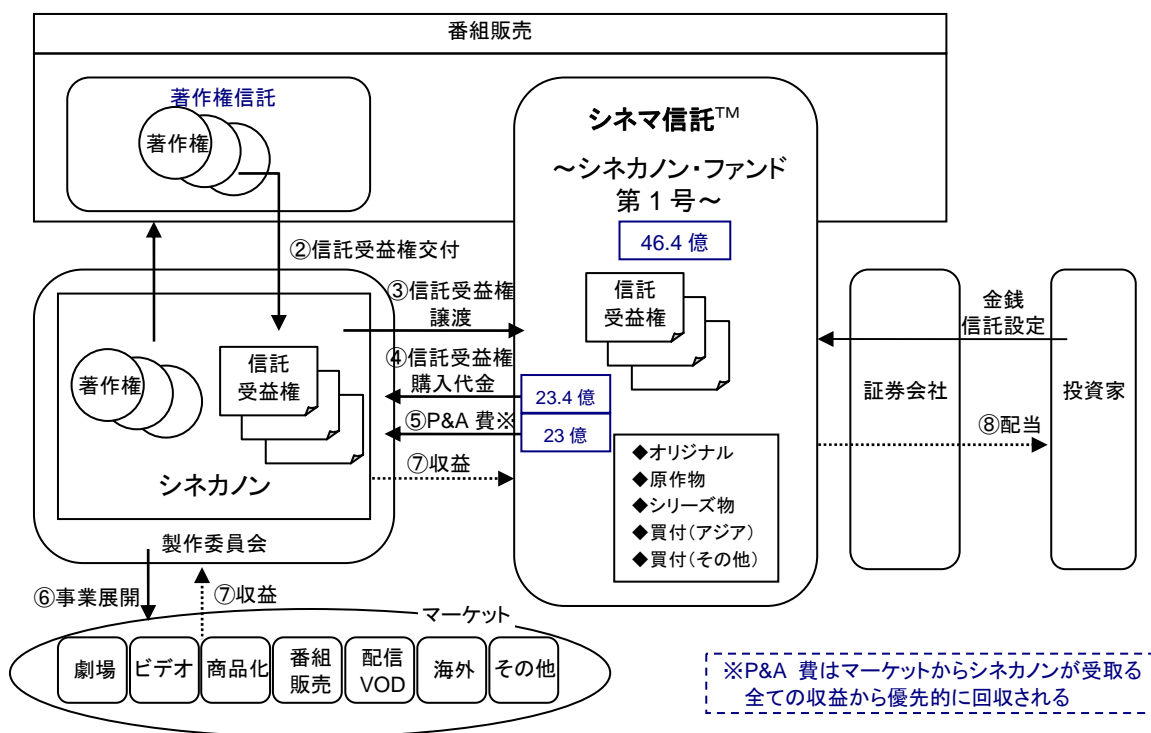 番組販売
著作権信託
著作権
シネマ信託™
～シネカノン・ファンド
第 1 号～
46.4 億
②信託受益権交付
信託
受益権
③信託受益権
譲渡
④信託受益権
購入代金
23.4 億
⑤P&A 費※
23 億
⑦収益
著作権
信託
受益権
シネカノン
製作委員会
◆オリジナル
◆原作物
◆シリーズ物
◆買付（アジア）
◆買付（その他）
証券会社
金銭
信託設定
投資家
⑧配当
⑥事業展開
⑦収益
マーケット
劇場
ビデオ
商品化
番組
販売
配信
VOD
海外
その他
※P&A 費はマーケットからシネカノンが受取る
全ての収益から優先的に回収される